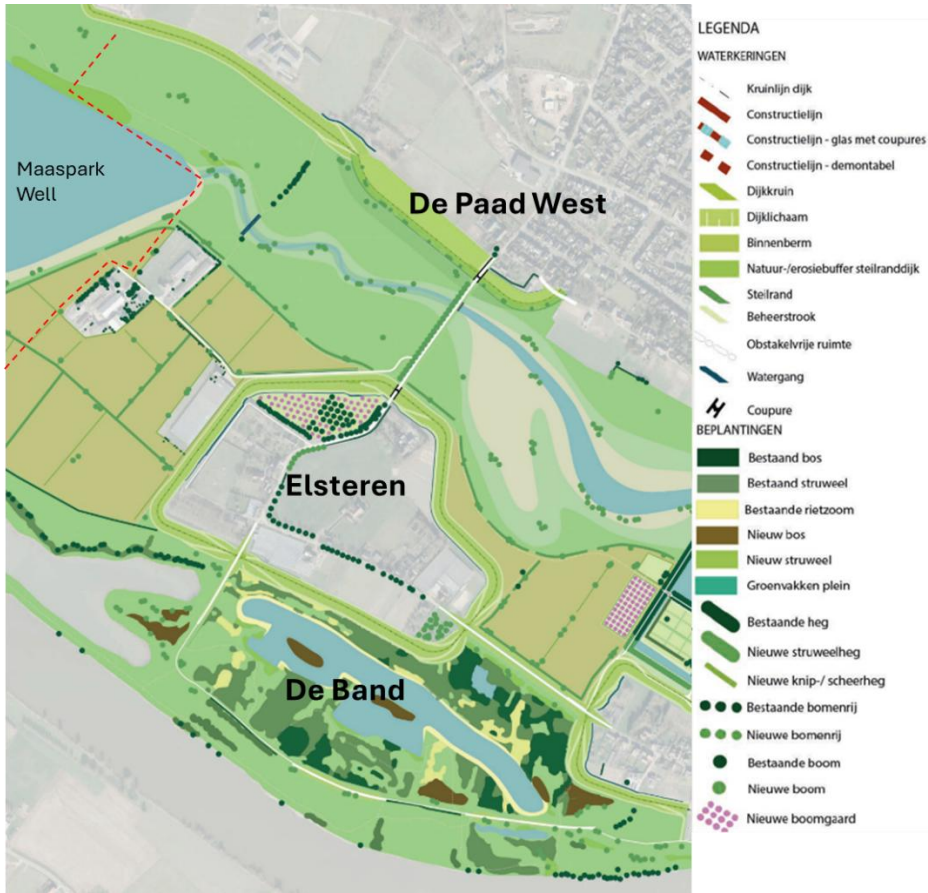 Maaspark
Well
De Paad West
Elsteren
De Band
LEGENDA
WATERKERINGEN
Kruinlijn dijk
Constructielijn
Constructielijn - glas met coupures
Constructielijn - demontabel
Dijkkruin
Dijklichaam
Binnenberm
Natuur-/erosiebuffer steilranddijk
Steilrand
Beheerstrook
Obstakelvrije ruimte
Watergang
Coupure
BEPLANTINGEN
Bestaand bos
Bestaand struweel
Bestaande rietzoom
Nieuw bos
Nieuw struweel
Groenvakken plein
Bestaande heg
Nieuwe struweelheg
Nieuwe knip-/ scheerheg
Bestaande bomenrij
Nieuwe bomenrij
Bestaande boom
Nieuwe boom
Nieuwe boomgaard